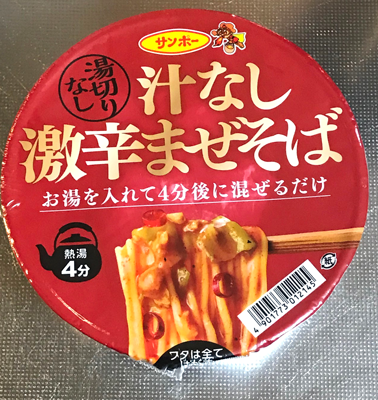 サンポー
湯切り
なし
汁なし
激辛まぜそば
お湯を入れて4分後に混ぜるだけ
熱湯
4分
紙
4901773012145
フタは全て